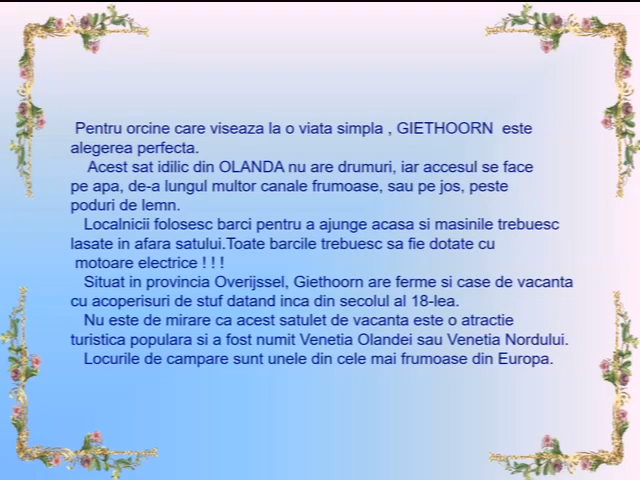 Pentru orcine care viseaza la o viata simpla , GIETHOORN este
alegerea perfecta.
Acest sat idilic din OLANDA nu are drumuri, iar accesul se face
pe apa, de-a lungul multor canale frumoase, sau pe jos, peste
poduri de lemn.
Localnicii folosesc barci pentru a ajunge acasa si masinile trebuesc
lasate in afara satului.Toate barcile trebuesc sa fie dotate cu
motoare electrice ! ! !
Situat in provincia Overijssel, Giethoorn are ferme si case de vacanta
cu acoperisuri de stuf datand inca din secolul al 18-lea.
Nu este de mirare ca acest satulet de vacanta este o atractie
turistica populara si a fost numit Venetia Olandei sau Venetia Nordului.
Locurile de campare sunt unele din cele mai frumoase din Europa.